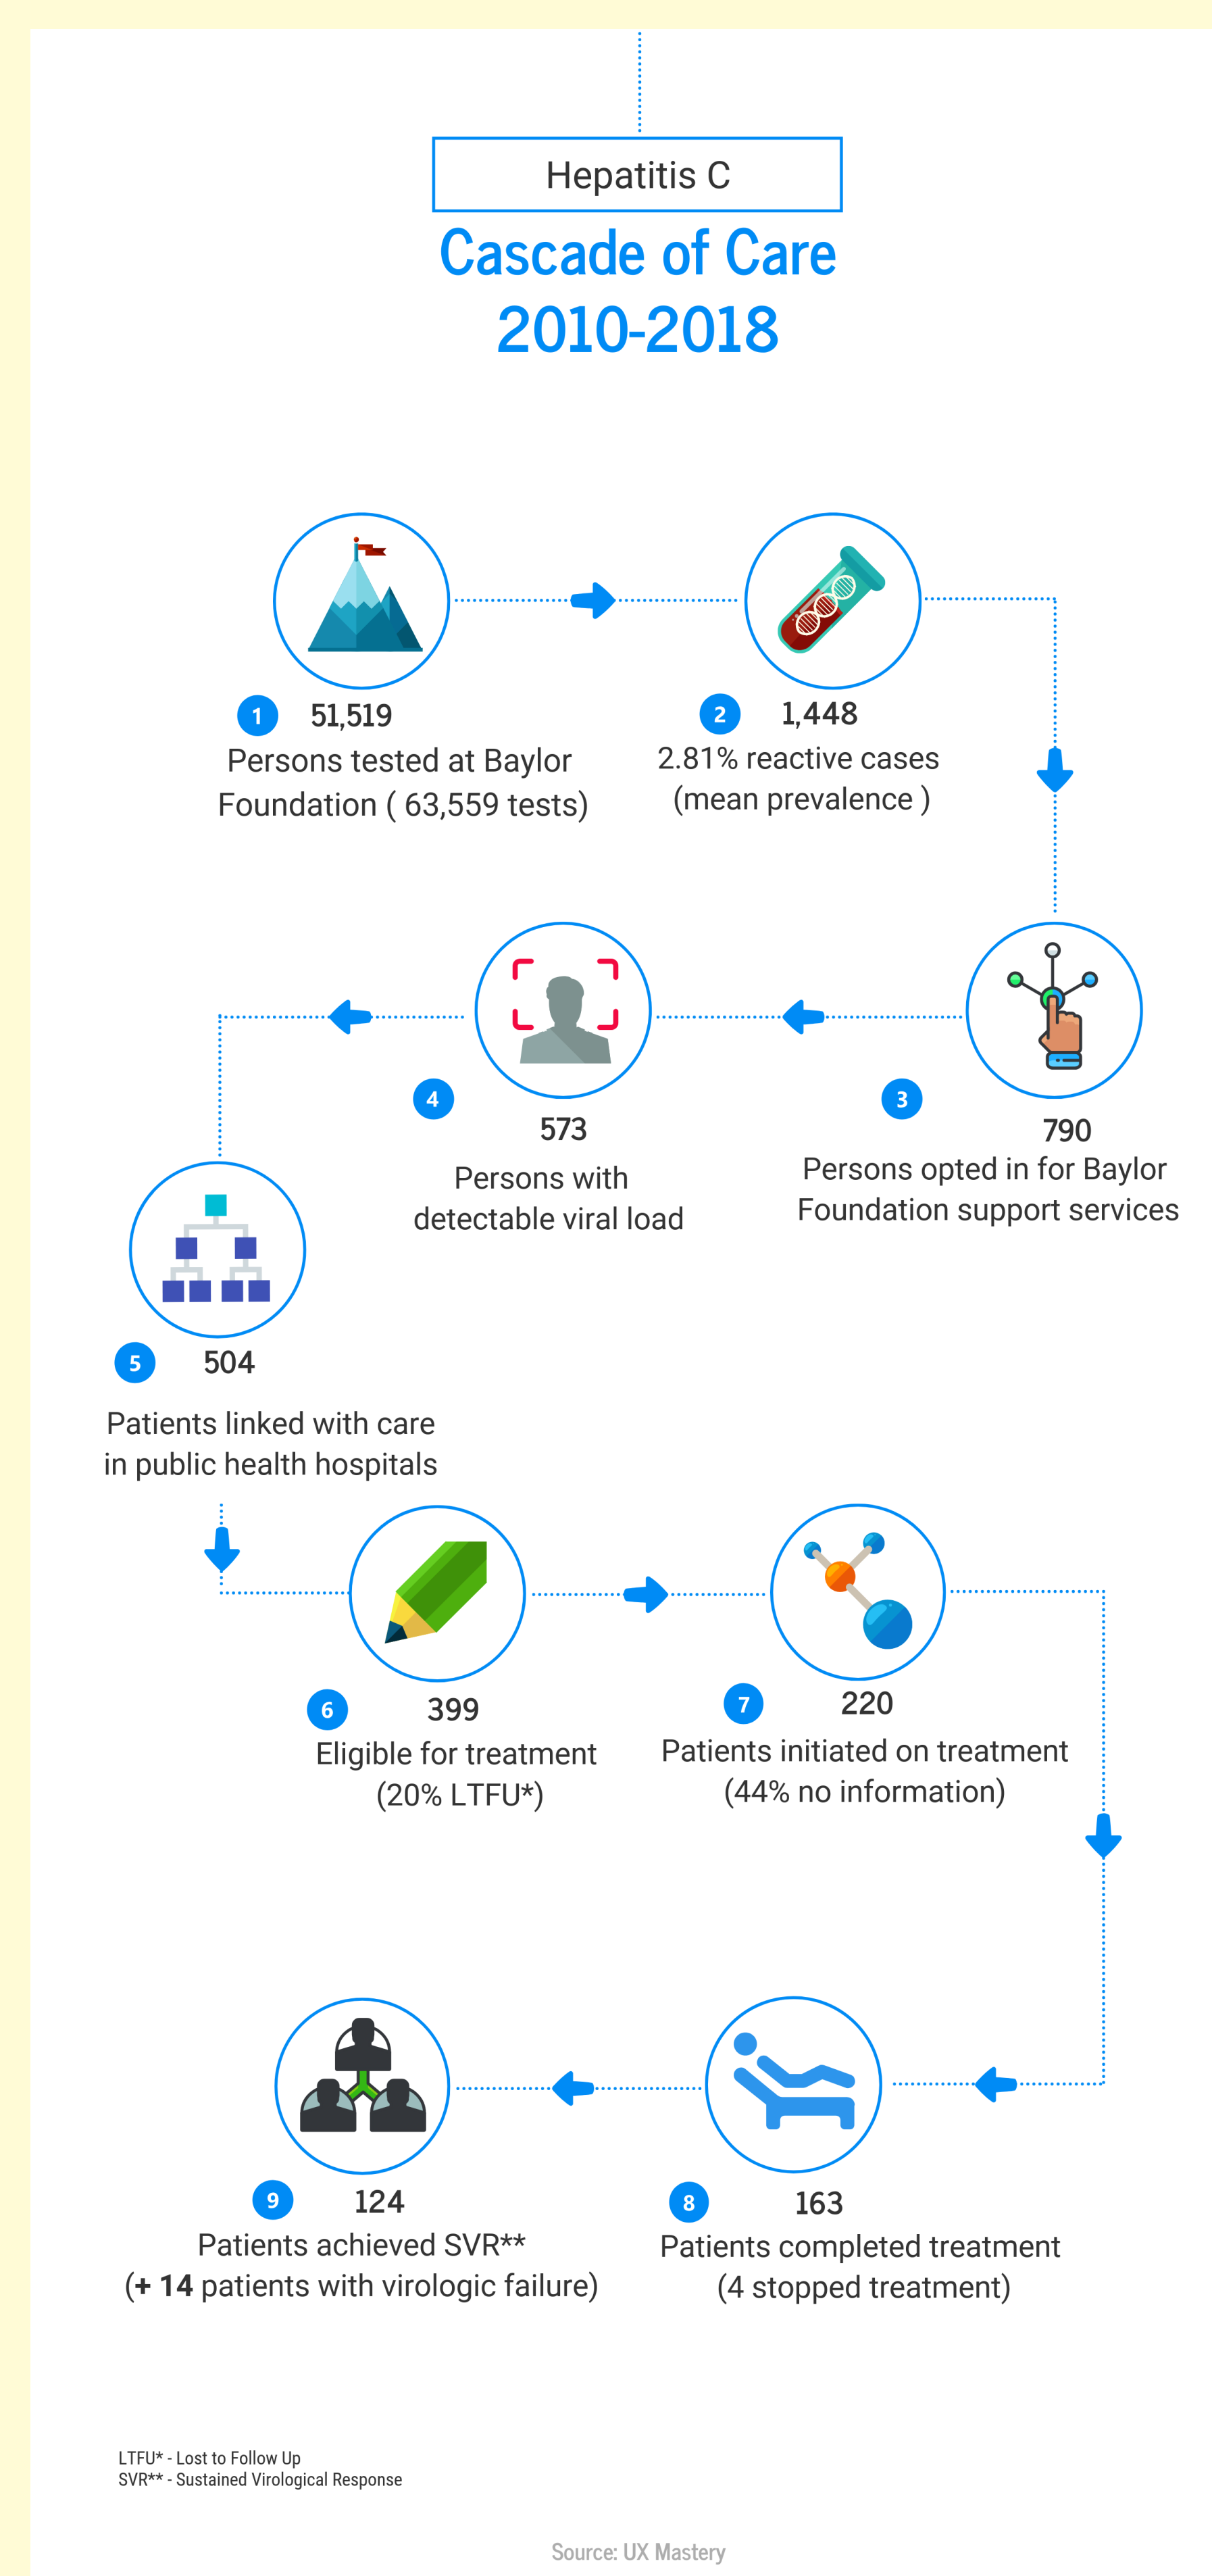 Hepatitis C
Cascade of Care
2010-2018
1 51,519
Persons tested at Baylor
Foundation ( 63,559 tests)
2 1,448
2.81% reactive cases
(mean prevalence )
3
790
Persons opted in for Baylor
Foundation support services
4
573
Persons with
detectable viral load
5 504
Patients linked with care
in public health hospitals
6 399
Eligible for treatment
(20% LTFU*)
7 220
Patients initiated on treatment
(44% no information)
8 163
Patients completed treatment
(4 stopped treatment)
9 124
Patients achieved SVR**
(+ 14 patients with virologic failure)
LTFU* - Lost to Follow Up
SVR** - Sustained Virological Response
Source: UX Mastery